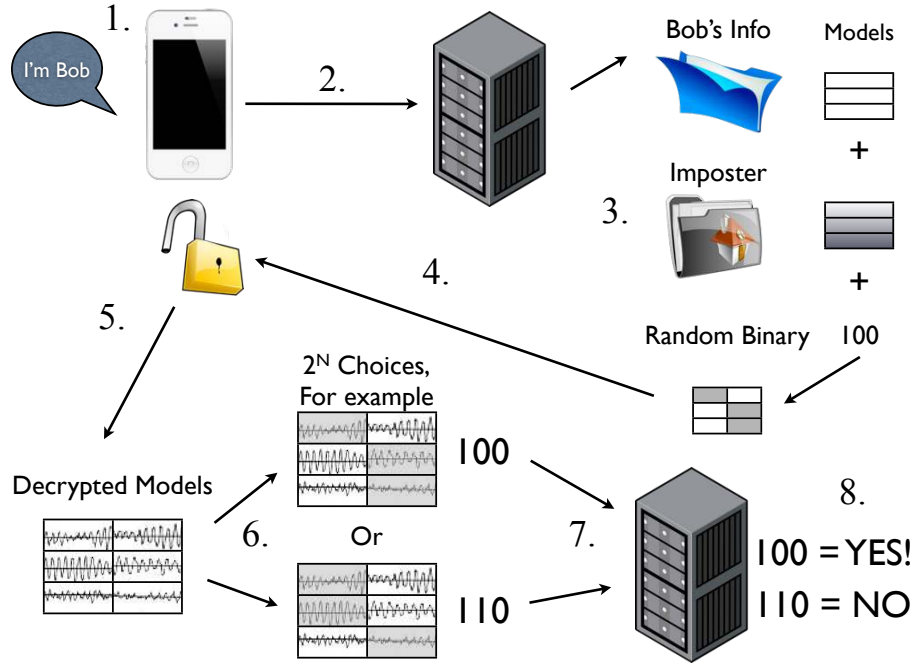 1.
I'm Bob
2.
Bob's Info
Models
+
Imposter
3.
+
4.
Random Binary
100
5.
2ᴺ Choices,
For example
100
Decrypted Models
6.
Or
110
7.
8.
100 = YES!
110 = NO